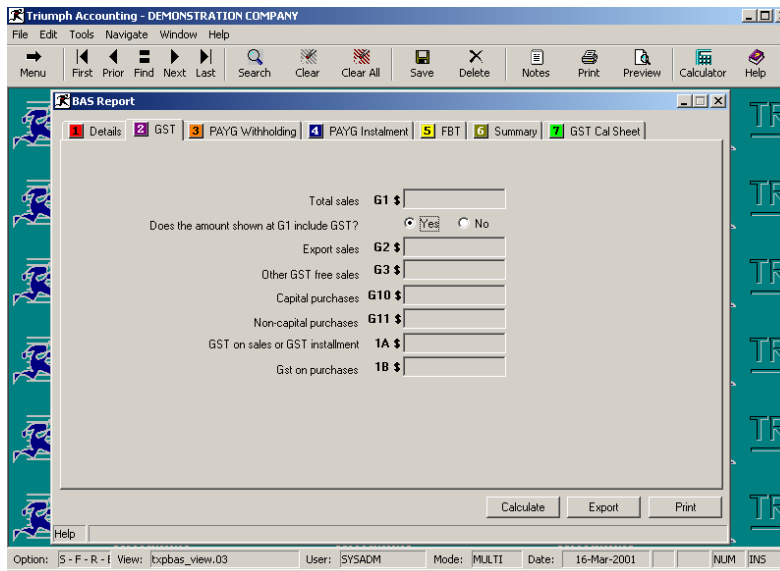 Triumph Accounting - DEMONSTRATION COMPANY
File Edit Tools Navigate Window Help
Menu First Prior Find Next Last Search Clear Clear All Save Delete Notes Print Preview Calculator Help
BAS Report
1 Details 2 GST 3 PAYG Withholding 4 PAYG Instalment 5 FBT 6 Summary 7 GST Cal Sheet
Total sales G1 $
Does the amount shown at G1 include GST? Yes No
Export sales G2 $
Other GST free sales G3 $
Capital purchases G10 $
Non-capital purchases G11 $
GST on sales or GST installment 1A $
Gst on purchases 1B $
Calculate Export Print
Help
Option: S - F - R - View: txpbas_view.03 User: SYSADM Mode: MULTI Date: 16-Mar-2001 NUM INS